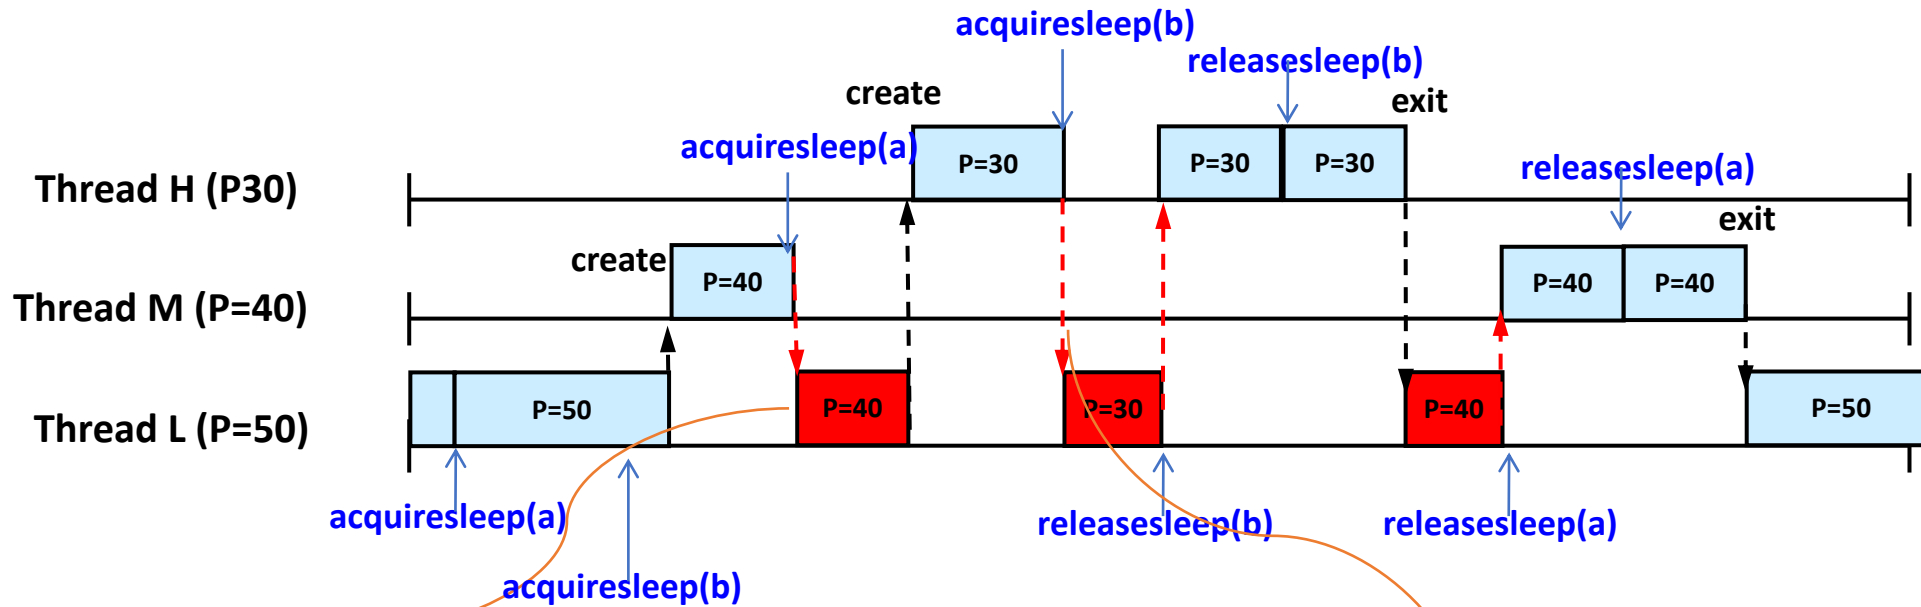 acquiresleep(b)
releasesleep(b)
create
exit
acquiresleep(a)
Thread H (P30)
P=30
P=30
P=30
releasesleep(a)
exit
create
Thread M (P=40)
P=40
P=40
P=40
Thread L (P=50)
P=50
P=40
P=30
P=40
P=50
acquiresleep(a)
releasesleep(b)
releasesleep(a)
acquiresleep(b)